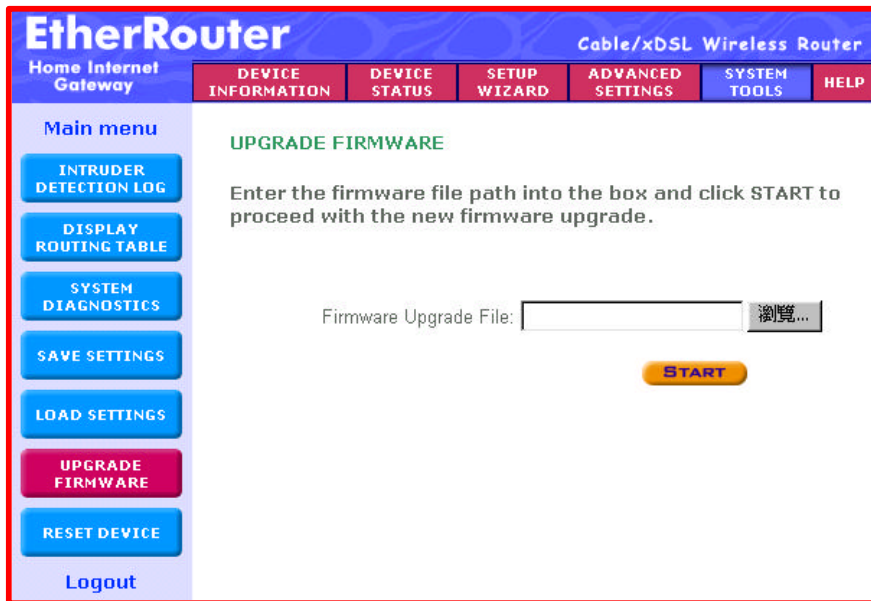 EtherRouter
Cable/xDSL Wireless Router
Home Internet
Gateway
DEVICE
INFORMATION
DEVICE
STATUS
SETUP
WIZARD
ADVANCED
SETTINGS
SYSTEM
TOOLS
HELP
Main menu
INTRUDER
DETECTION LOG
DISPLAY
ROUTING TABLE
SYSTEM
DIAGNOSTICS
SAVE SETTINGS
LOAD SETTINGS
UPGRADE
FIRMWARE
RESET DEVICE
Logout
UPGRADE FIRMWARE
Enter the firmware file path into the box and click START to
proceed with the new firmware upgrade.
Firmware Upgrade File:
瀏覽...
START